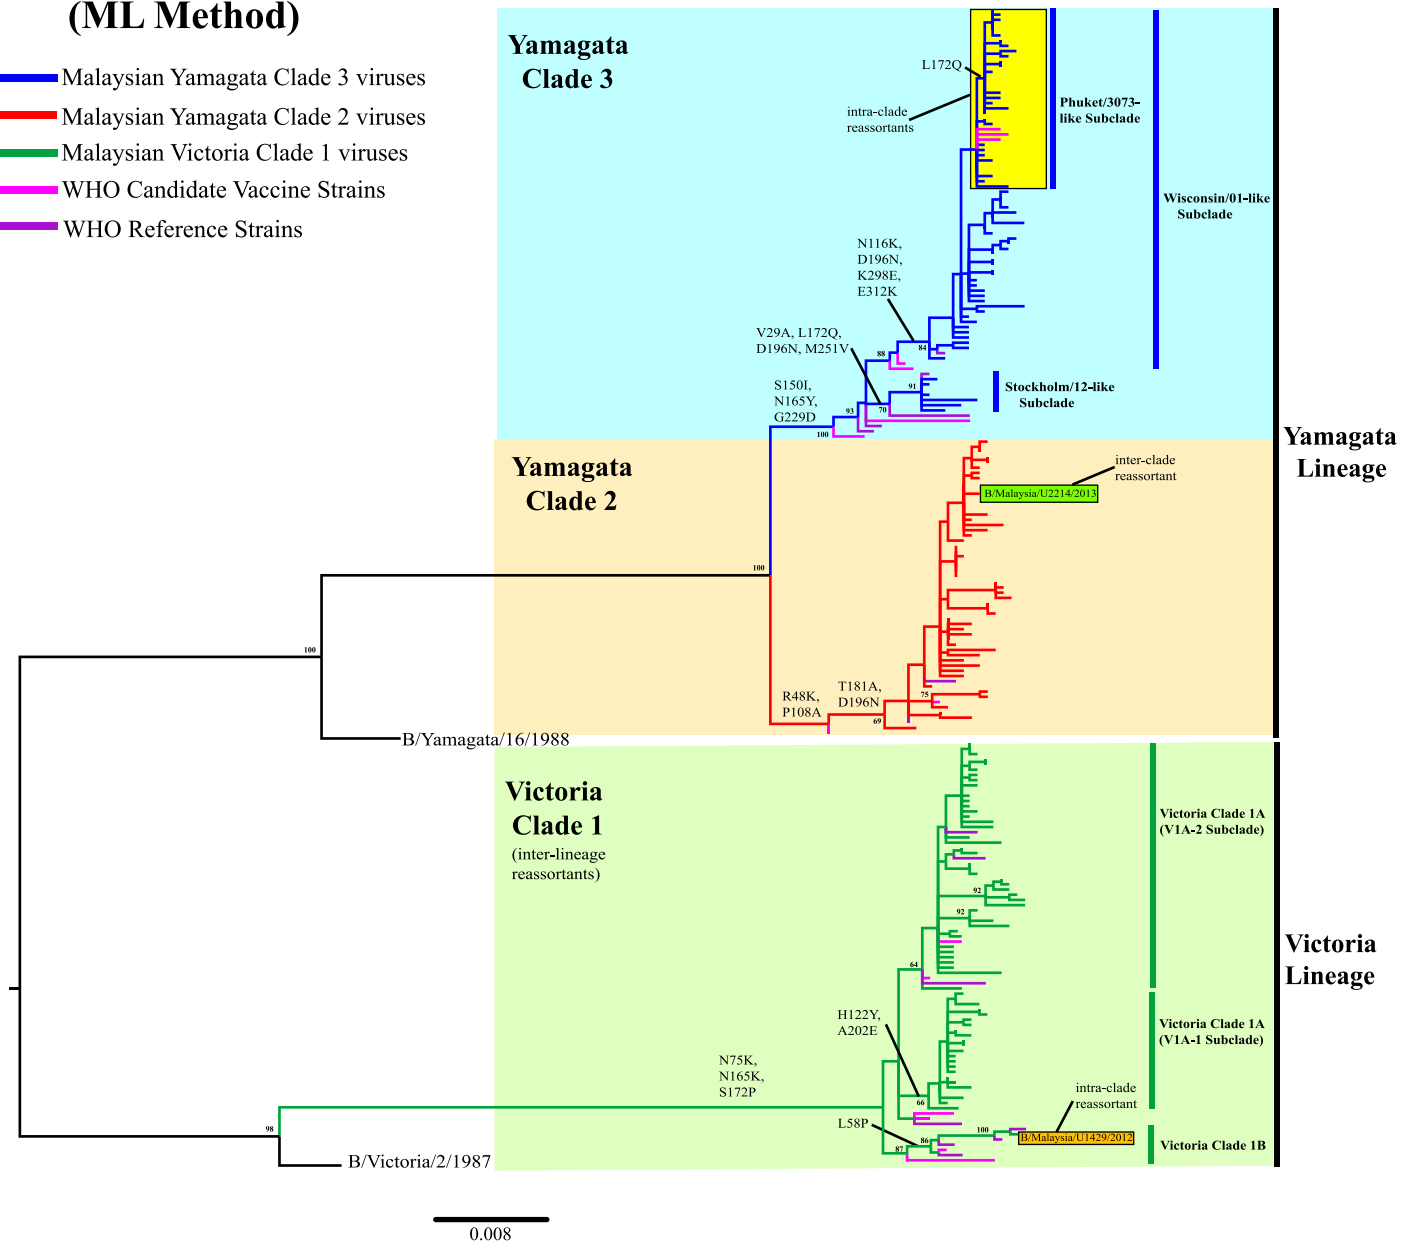 (ML Method)
Malaysian Yamagata Clade 3 viruses
Malaysian Yamagata Clade 2 viruses
Malaysian Victoria Clade 1 viruses
WHO Candidate Vaccine Strains
WHO Reference Strains
Yamagata
Clade 3
L172Q
intra-clade
reassortants
Phuket/3073-
like Subclade
Wisconsin/01-like
Subclade
N116K,
D196N,
K298E,
E312K
V29A, L172Q,
D196N, M251V
88
84
S150I,
N165Y,
G229D
91
70
93
100
Stockholm/12-like
Subclade
Yamagata
Lineage
Yamagata
Clade 2
inter-clade
reassortant
B/Malaysia/U2214/2013
100
100
R48K,
P108A
T181A,
D196N
75
69
B/Yamagata/16/1988
Victoria
Clade 1
(inter-lineage
reassortants)
Victoria Clade 1A
(V1A-2 Subclade)
92
92
64
Victoria
Lineage
H122Y,
A202E
Victoria Clade 1A
(V1A-1 Subclade)
N75K,
N165K,
S172P
66
intra-clade
reassortant
L58P
86
100
87
B/Malaysia/U1429/2012
Victoria Clade 1B
98
B/Victoria/2/1987
0.008